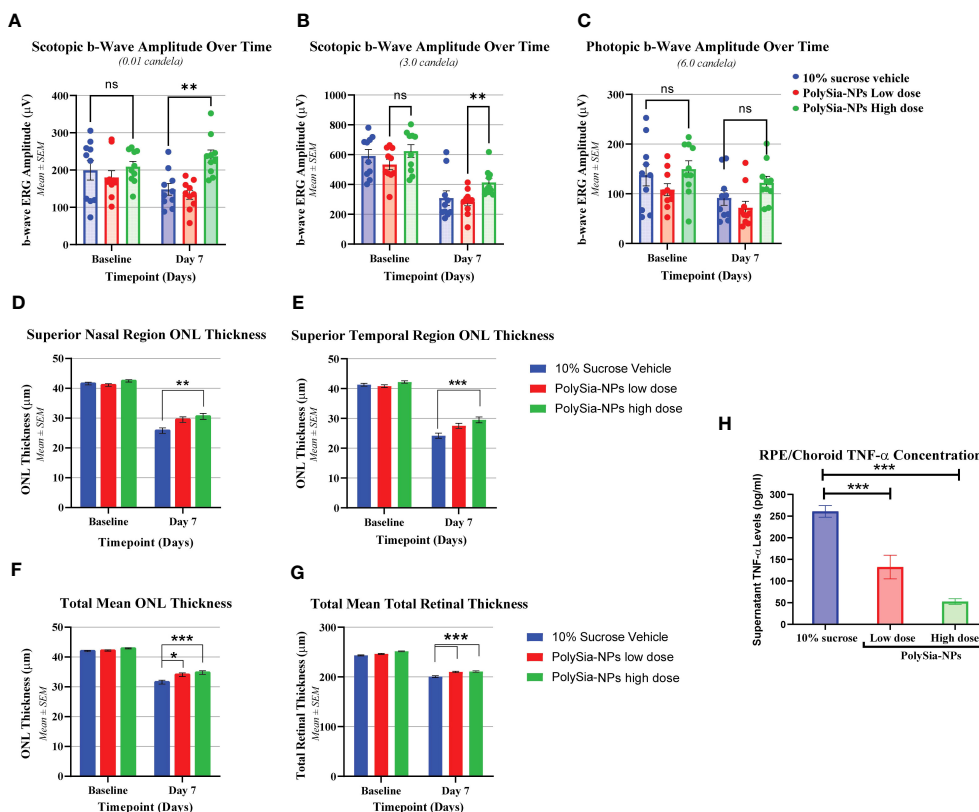 A
Scotopic b-Wave Amplitude Over Time
(0.01 candela)
b-wave ERG Amplitude (μV)
Mean ± SEM
400
300
200
100
0
ns
**
Baseline
Day 7
Timepoint (Days)
B
Scotopic b-Wave Amplitude Over Time
(3.0 candela)
b-wave ERG Amplitude (μV)
Mean ± SEM
1000
800
600
400
200
0
ns
**
Baseline
Day 7
Timepoint (Days)
C
Photopic b-Wave Amplitude Over Time
(6.0 candela)
b-wave ERG Amplitude (μV)
Mean ± SEM
300
200
100
0
ns
ns
Baseline
Day 7
Timepoint (Days)
10% sucrose vehicle
PolySia-NPs Low dose
PolySia-NPs High dose
D
Superior Nasal Region ONL Thickness
ONL Thickness (μm)
Mean ± SEM
50
40
30
20
10
0
**
Baseline
Day 7
Timepoint (Days)
E
Superior Temporal Region ONL Thickness
ONL Thickness (μm)
Mean ± SEM
50
40
30
20
10
0
***
Baseline
Day 7
Timepoint (Days)
10% Sucrose Vehicle
PolySia-NPs low dose
PolySia-NPs high dose
F
Total Mean ONL Thickness
ONL Thickness (μm)
Mean ± SEM
50
40
30
20
10
0
***
*
Baseline
Day 7
Timepoint (Days)
G
Total Mean Total Retinal Thickness
Total Retinal Thickness (μm)
Mean ± SEM
300
200
200
0
***
Baseline
Day 7
Timepoint (Days)
10% Sucrose Vehicle
PolySia-NPs low dose
PolySia-NPs high dose
H
RPE/Choroid TNF-α Concentration
Supernatant TNF-α Levels (pg/ml)
300
250
200
150
100
50
0
***
***
10% sucrose
Low dose
High dose
PolySia-NPs